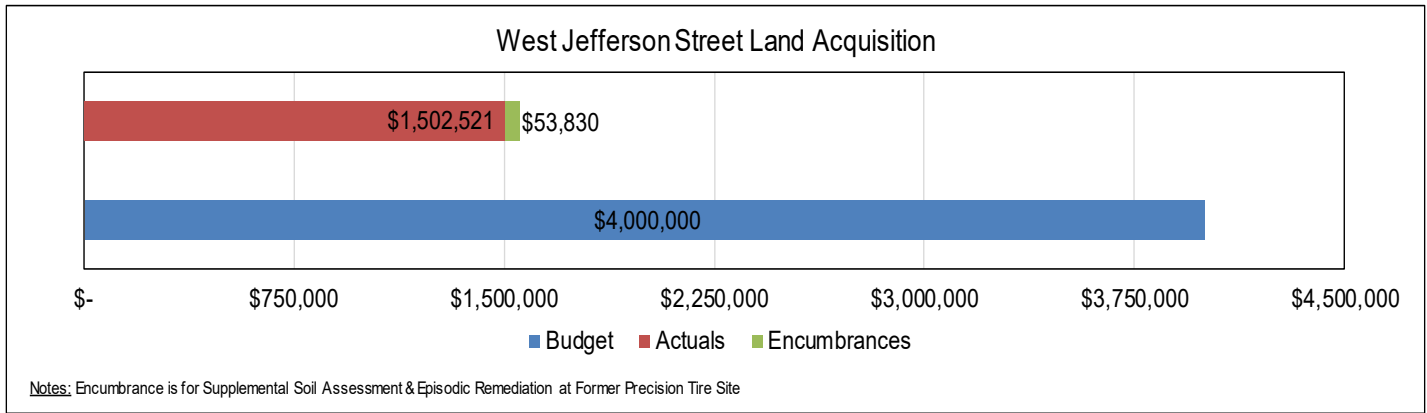 West Jefferson Street Land Acquisition
$1,502,521 $53,830
$4,000,000
$- $750,000 $1,500,000 $2,250,000 $3,000,000 $3,750,000 $4,500,000
Budget Actuals Encumbrances
Notes: Encumbrance is for Supplemental Soil Assessment & Episodic Remediation at Former Precision Tire Site